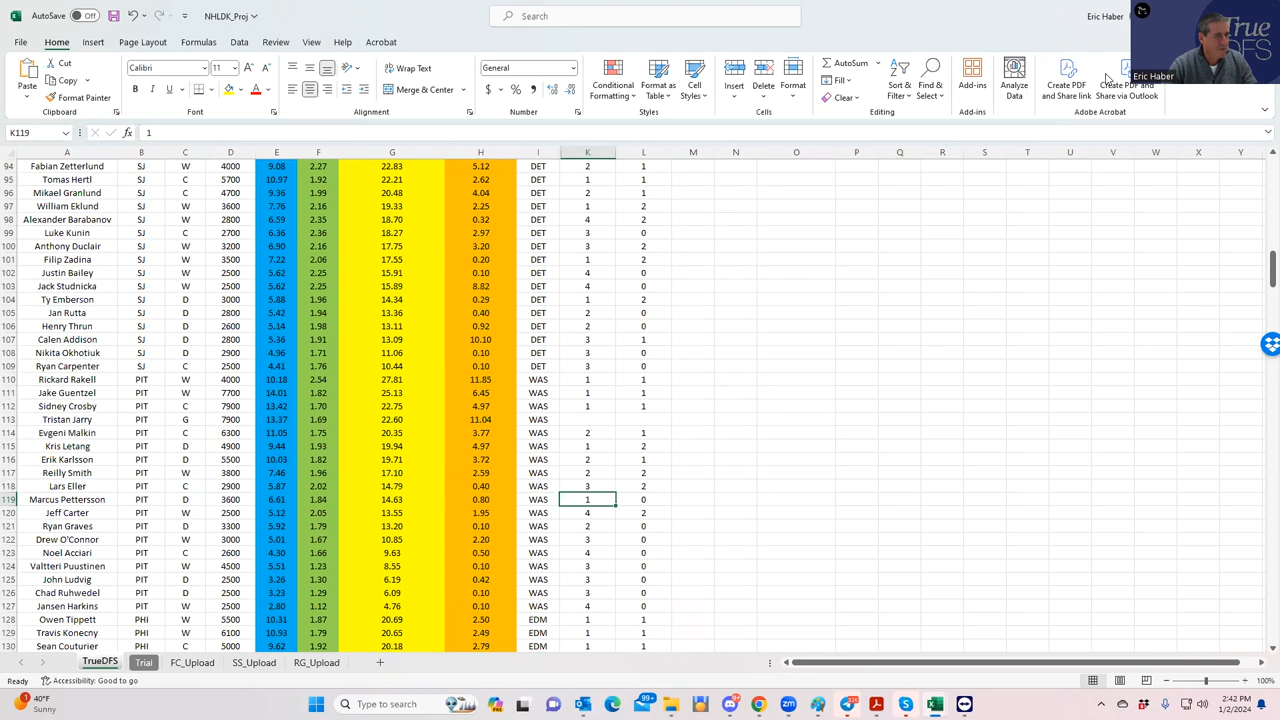 AutoSave Off NHLDK_Proj Search Eric Haber
File Home Insert Page Layout Formulas Data Review View Help Acrobat
Paste Cut Copy Format Painter Clipboard
Calibri 11 Font
Wrap Text Merge & Center Alignment
General Number
Conditional Formatting Format as Table Cell Styles Styles
Insert Delete Format Cells
AutoSum Fill Clear Sort & Filter Find & Select Editing
Add-ins Add-ins
Analyze Data
Create PDF and Share link Create PDF and Share via Outlook Adobe Acrobat
True DFS
Eric Haber
K119 fx 1
A B C D E F G H I K L M N O P Q R S T U V W X Y
94 Fabian Zetterlund SJ W 4000 9.08 2.27 22.83 5.12 DET 2 1
95 Tomas Hertl SJ C 5700 10.97 1.92 22.21 2.62 DET 1 1
96 Mikael Granlund SJ C 4700 9.36 1.99 20.48 4.04 DET 2 1
97 William Eklund SJ W 3600 7.76 2.16 19.33 2.25 DET 1 2
98 Alexander Barabanov SJ W 2800 6.59 2.35 18.70 0.32 DET 4 2
99 Luke Kunin SJ C 2700 6.36 2.36 18.27 2.97 DET 3 0
100 Anthony Duclair SJ W 3200 6.90 2.16 17.75 3.20 DET 3 2
101 Filip Zadina SJ W 3500 7.22 2.06 17.55 0.20 DET 1 2
102 Justin Bailey SJ W 2500 5.62 2.25 15.91 0.10 DET 4 0
103 Jack Studnicka SJ W 2500 5.62 2.25 15.89 8.82 DET 4 0
104 Ty Emberson SJ D 3000 5.88 1.96 14.34 0.29 DET 1 2
105 Jan Rutta SJ D 2800 5.42 1.94 13.36 0.40 DET 2 0
106 Henry Thrun SJ D 2600 5.14 1.98 13.11 0.92 DET 2 0
107 Calen Addison SJ D 2800 5.36 1.91 13.09 10.10 DET 3 1
108 Nikita Okhotiuk SJ D 2900 4.96 1.71 11.06 0.10 DET 3 0
109 Ryan Carpenter SJ C 2500 4.41 1.76 10.44 0.10 DET 3 0
110 Rickard Rakell PIT W 4000 10.18 2.54 27.81 11.85 WAS 1 1
111 Jake Guentzel PIT W 7700 14.01 1.82 25.13 6.45 WAS 1 1
112 Sidney Crosby PIT C 7900 13.42 1.70 22.75 4.97 WAS 1 1
113 Tristan Jarry PIT G 7900 13.37 1.69 22.60 11.04 WAS
114 Evgeni Malkin PIT C 6300 11.05 1.75 20.35 3.77 WAS 2 1
115 Kris Letang PIT D 4900 9.44 1.93 19.94 4.97 WAS 1 2
116 Erik Karlsson PIT D 5500 10.03 1.82 19.71 3.72 WAS 2 1
117 Reilly Smith PIT W 3800 7.46 1.96 17.10 2.59 WAS 2 2
118 Lars Eller PIT C 2900 5.87 2.02 14.79 0.40 WAS 3 2
119 Marcus Pettersson PIT D 3600 6.61 1.84 14.63 0.80 WAS 1 0
120 Jeff Carter PIT W 2500 5.12 2.05 13.55 1.95 WAS 4 2
121 Ryan Graves PIT D 3300 5.92 1.79 13.20 0.10 WAS 2 0
122 Drew O'Connor PIT W 3000 5.01 1.67 10.85 2.20 WAS 3 0
123 Noel Acciari PIT C 2600 4.30 1.66 9.63 0.50 WAS 4 0
124 Valtteri Puustinen PIT W 4500 5.51 1.23 8.55 0.10 WAS 3 0
125 John Ludvig PIT D 2500 3.26 1.30 6.19 0.42 WAS 3 0
126 Chad Ruhwedel PIT D 2500 3.23 1.29 6.09 0.10 WAS 3 0
127 Jansen Harkins PIT W 2500 2.80 1.12 4.76 0.10 WAS 4 0
128 Owen Tippett PHI W 5500 10.31 1.87 20.69 2.50 EDM 1 1
129 Travis Konecny PHI W 6100 10.93 1.79 20.65 2.49 EDM 1 1
130 Sean Couturier PHI C 5000 9.62 1.92 20.18 2.79 EDM 1 1
TrueDFS Trial FC_Upload SS_Upload RG_Upload
Ready Accessibility: Good to go 100%
1 40°F Sunny Type here to search 99+ 2:42 PM 1/2/2024